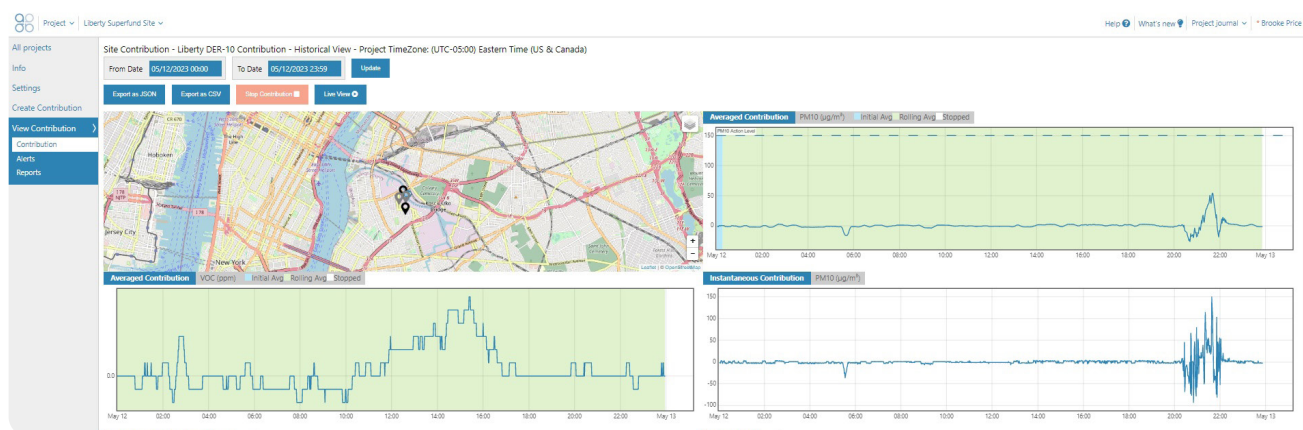 Project
Liberty Superfund Site
Help
What's new
Project journal
* Brooke Price
All projects
Info
Settings
Create Contribution
View Contribution
Contribution
Alerts
Reports
Site Contribution - Liberty DER-10 Contribution - Historical View - Project TimeZone: (UTC-05:00) Eastern Time (US & Canada)
From Date 05/12/2023 00:00 To Date 05/12/2023 23:59 Update
Export as JSON Export as CSV Stop Contribution Live View
Hoboken
Jersey City
New York
I 78
+
−
Leaflet | © OpenStreetMap
Averaged Contribution PM10 (µg/m³) Initial Avg Rolling Avg Stopped
PM10 Action Level
150
100
50
0
May 12 02:00 04:00 06:00 08:00 10:00 12:00 14:00 16:00 18:00 20:00 22:00 May 13
Averaged Contribution VOC (ppm) Initial Avg Rolling Avg Stopped
0.0
May 12 02:00 04:00 06:00 08:00 10:00 12:00 14:00 16:00 18:00 20:00 22:00 May 13
Instantaneous Contribution PM10 (µg/m³)
150
100
50
0
-50
-100
May 12 02:00 04:00 06:00 08:00 10:00 12:00 14:00 16:00 18:00 20:00 22:00 May 13